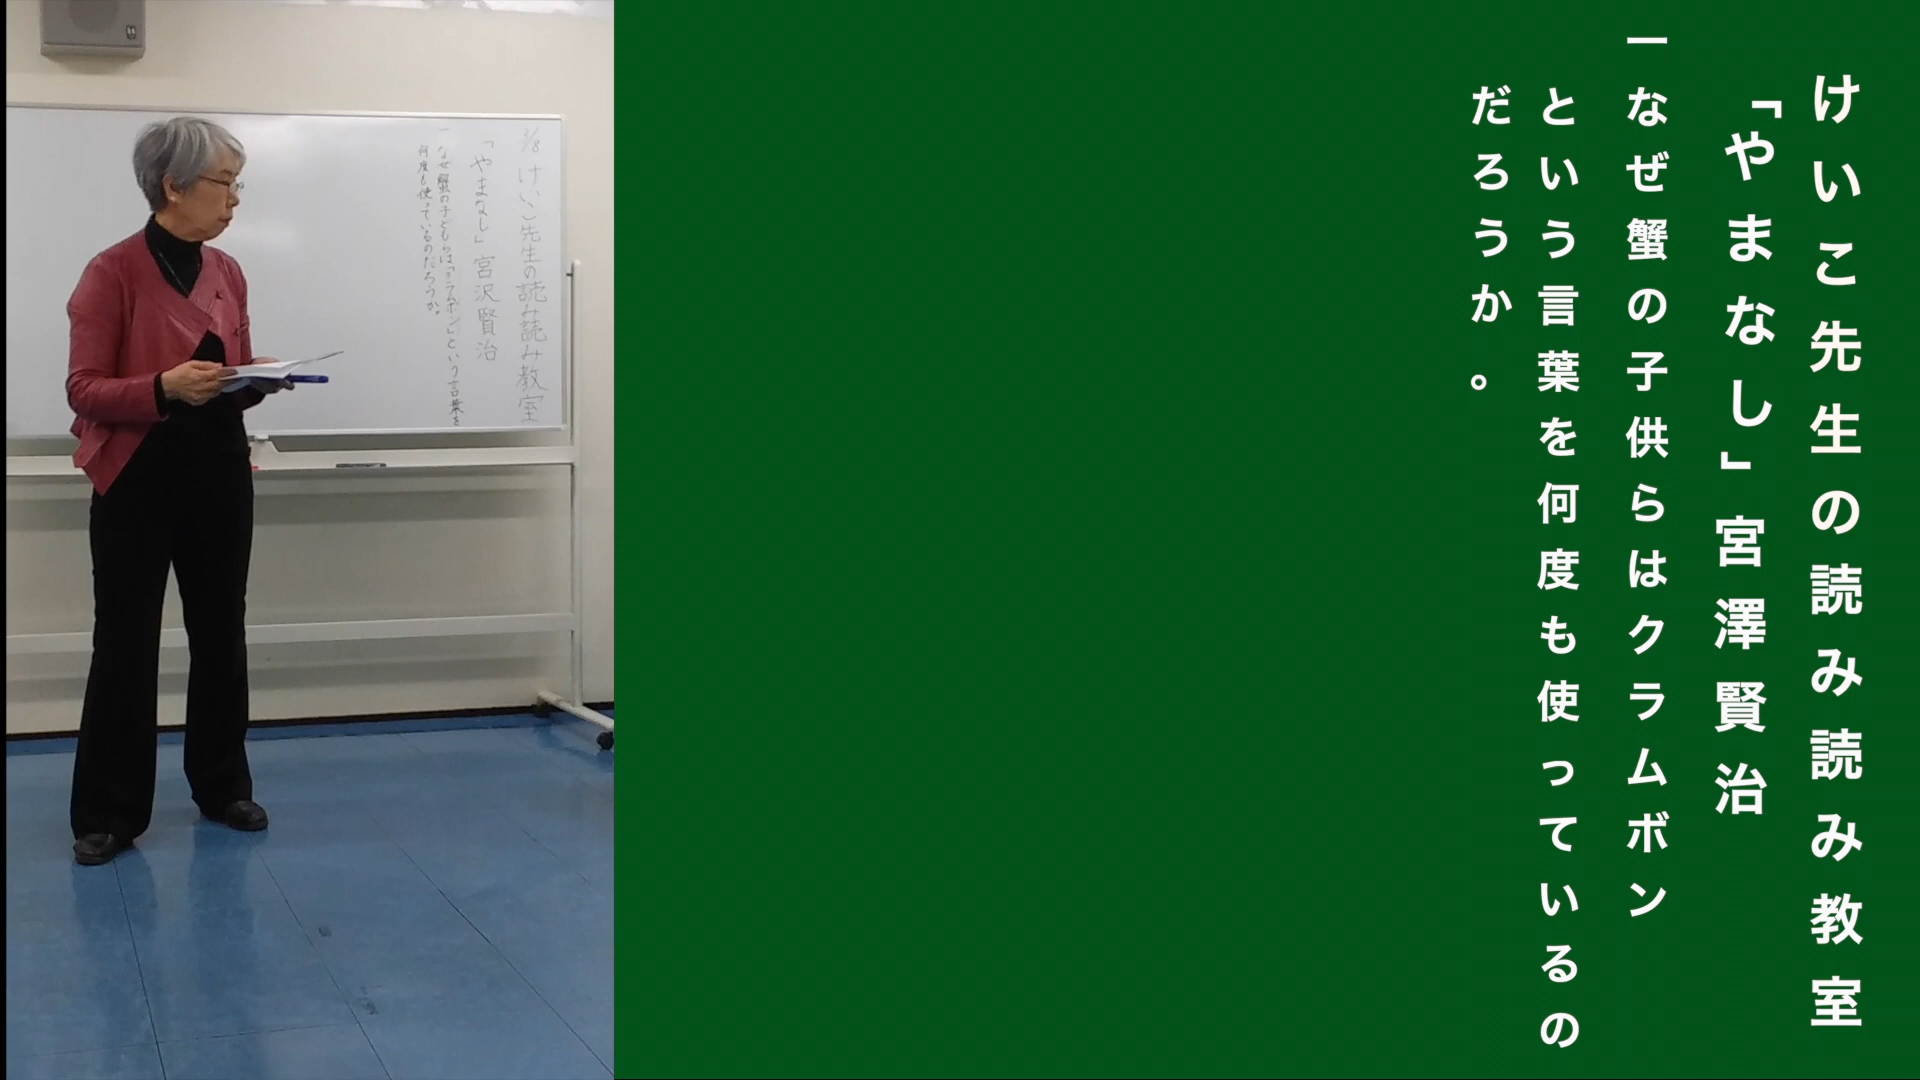 けいこ先生の読み読み教室
「やまなし」宮澤賢治
一なぜ蟹の子供らはクラムボン
という言葉を何度も使っているの
だろうか。
3/8 けいこ先生の読み読み教室
「やまなし」宮沢賢治
一なぜ蟹の子どもらは「クラムボン」という言葉を
何度も使っているのだろうか。